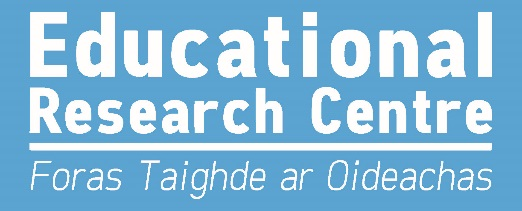 Educational
Research Centre
Foras Taighde ar Oideachas